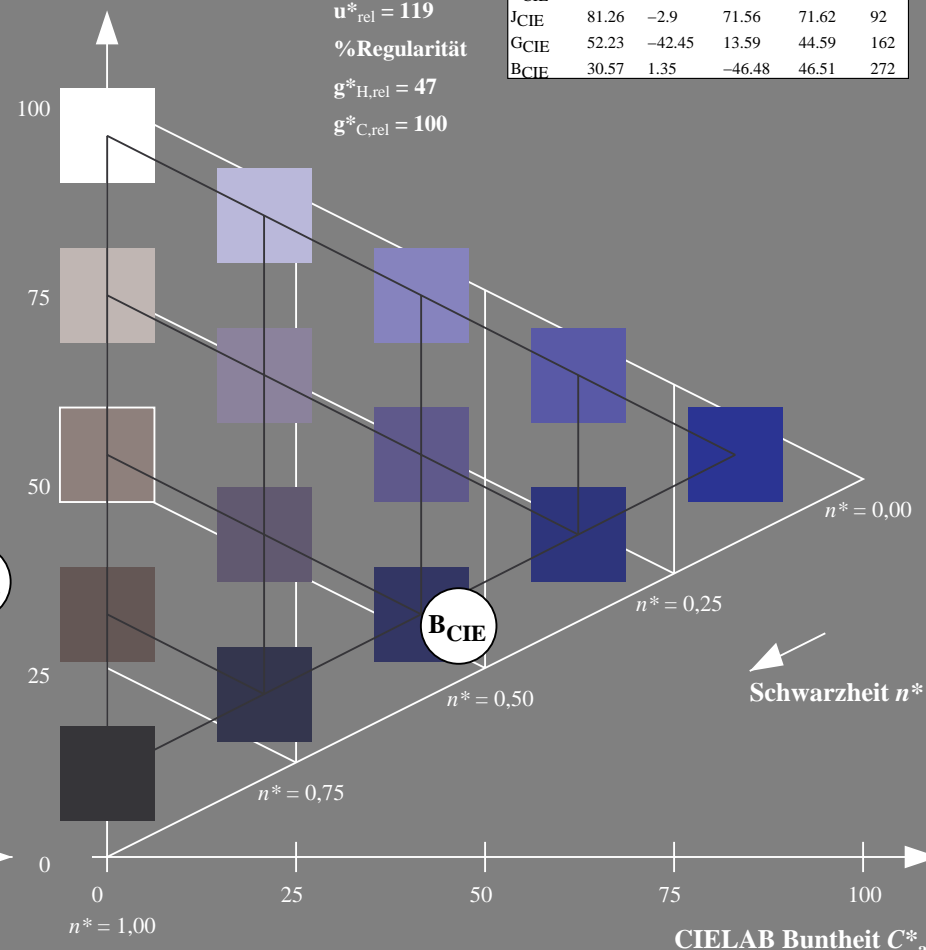 u*rel = 119
%Regularität
g*H,rel = 47
g*C,rel = 100
CIE
JCIE 81.26 −2.9 71.56 71.62 92
GCIE 52.23 −42.45 13.59 44.59 162
BCIE 30.57 1.35 −46.48 46.51 272
100
75
50
25
0
n* = 0,00
n* = 0,25
BCIE
Schwarzheit n*
n* = 0,50
n* = 0,75
0 25 50 75 100
n* = 1,00
CIELAB Buntheit C*a